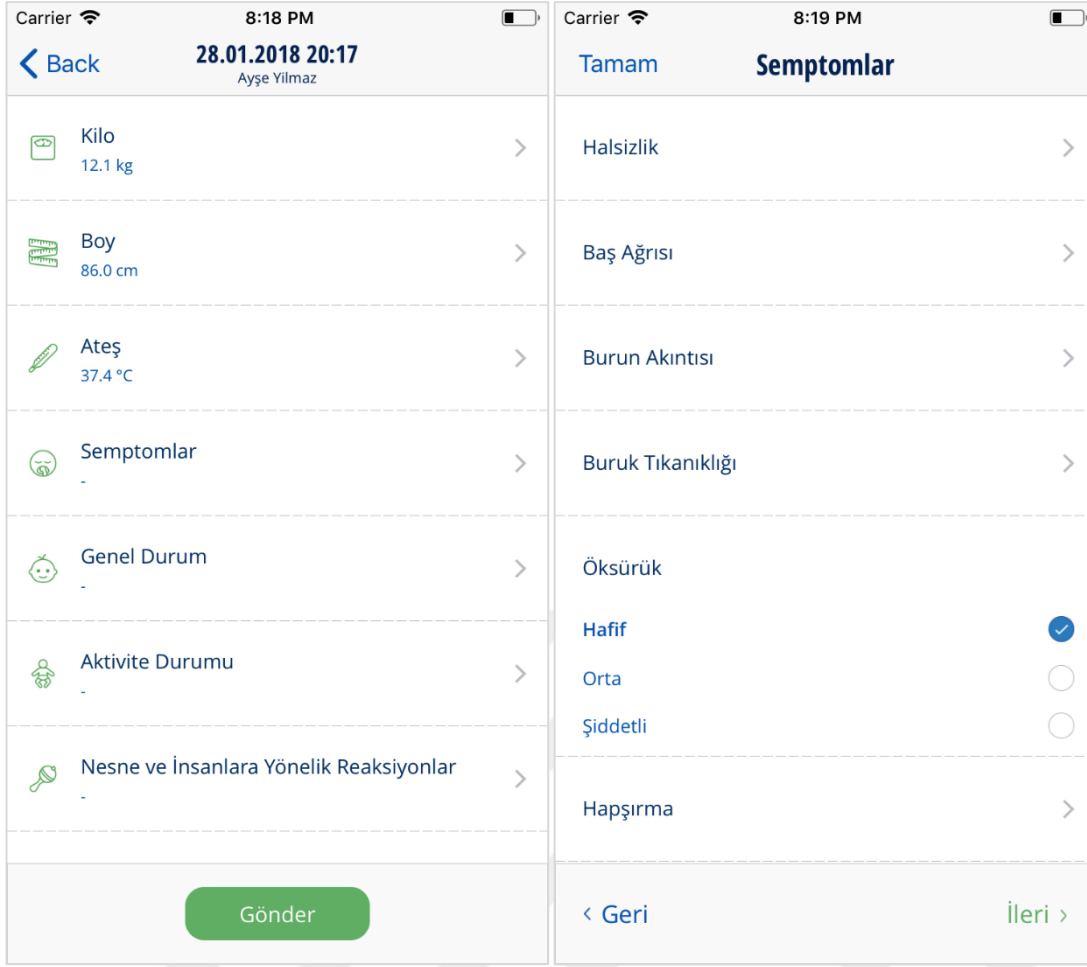 Carrier 8:18 PM
Back 28.01.2018 20:17
Ayşe Yilmaz
Kilo
12.1 kg
Boy
86.0 cm
Ateş
37.4 °C
Semptomlar
-
Genel Durum
-
Aktivite Durumu
-
Nesne ve İnsanlara Yönelik Reaksiyonlar
-
Gönder
Carrier 8:19 PM
Tamam Semptomlar
Halsizlik
Baş Ağrısı
Burun Akıntısı
Buruk Tıkanıklığı
Öksürük
Hafif
Orta
Şiddetli
Hapşırma
‹ Geri İleri ›